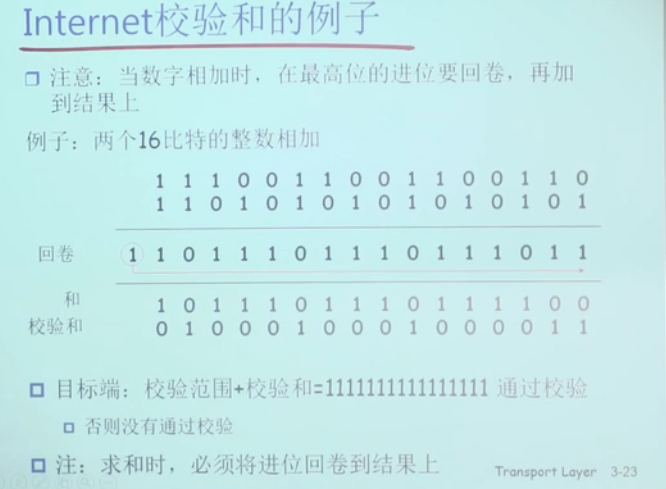 Internet校验和的例子
注意：当数字相加时，在最高位的进位要回卷，再加
到结果上
例子：两个16比特的整数相加
1 1 1 0 0 1 1 0 0 1 1 0 0 1 1 0
1 1 0 1 0 1 0 1 0 1 0 1 0 1 0 1
回卷 1 1 0 1 1 1 0 1 1 1 0 1 1 1 0 1 1
和 1 0 1 1 1 0 1 1 1 0 1 1 1 1 0 0
校验和 0 1 0 0 0 1 0 0 0 1 0 0 0 0 1 1
目标端：校验范围+校验和=1111111111111111 通过校验
否则没有通过校验
注：求和时，必须将进位回卷到结果上
Transport Layer 3-23